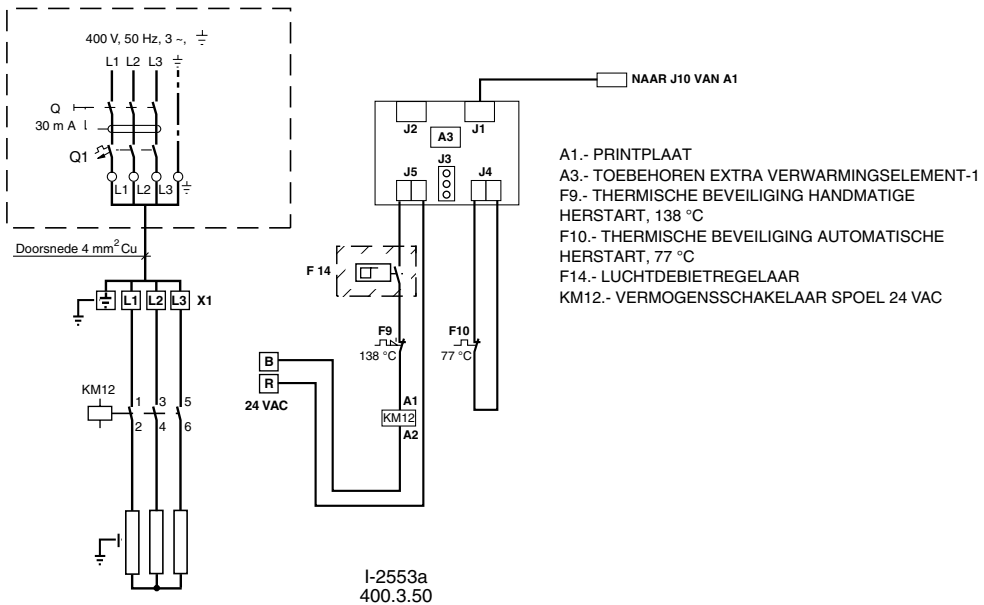 400 V, 50 Hz, 3 ~,
L1 L2 L3
Q
30 m A
Q1
L1 L2 L3
Doorsnede 4 mm2 Cu
L1 L2 L3 X1
KM12
1 3 5
2 4 6
NAAR J10 VAN A1
J2 J1
A3
J3
J5 J4
F 14
F9 F10
138 °C 77 °C
B
R
24 VAC
A1
KM12
A2
A1.- PRINTPLAAT
A3.- TOEBEHOREN EXTRA VERWARMINGSELEMENT-1
F9.- THERMISCHE BEVEILIGING HANDMATIGE
HERSTART, 138 °C
F10.- THERMISCHE BEVEILIGING AUTOMATISCHE
HERSTART, 77 °C
F14.- LUCHTDEBIETREGELAAR
KM12.- VERMOGENSSCHAKELAAR SPOEL 24 VAC
I-2553a
400.3.50